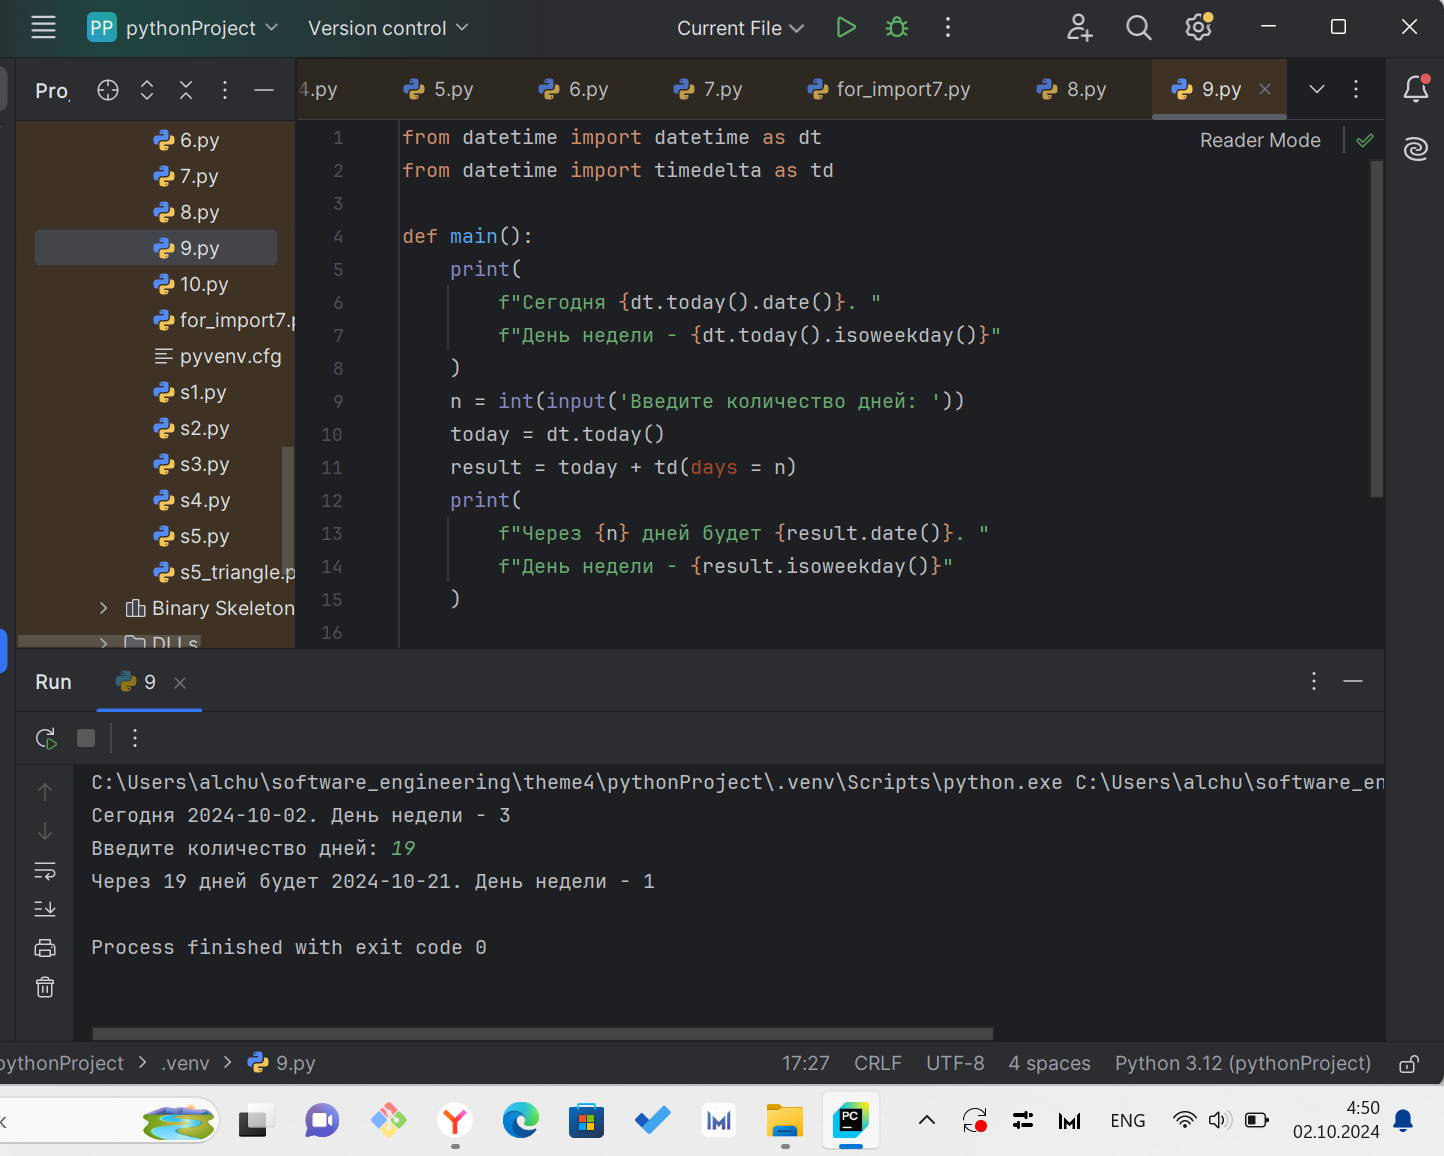 PP pythonProject Version control Current File
Pro
4.py 5.py 6.py 7.py for_import7.py 8.py 9.py
Reader Mode
6.py
7.py
8.py
9.py
10.py
for_import7.p
pyvenv.cfg
s1.py
s2.py
s3.py
s4.py
s5.py
s5_triangle.p
Binary Skeleton
DLLs
1 from datetime import datetime as dt
2 from datetime import timedelta as td
3
4 def main():
5 print(
6 f"Сегодня {dt.today().date()}. "
7 f"День недели - {dt.today().isoweekday()}"
8 )
9 n = int(input('Введите количество дней: '))
10 today = dt.today()
11 result = today + td(days = n)
12 print(
13 f"Через {n} дней будет {result.date()}. "
14 f"День недели - {result.isoweekday()}"
15 )
16
Run 9
C:\Users\alchu\software_engineering\theme4\pythonProject\.venv\Scripts\python.exe C:\Users\alchu\software_en
Сегодня 2024-10-02. День недели - 3
Введите количество дней: 19
Через 19 дней будет 2024-10-21. День недели - 1
Process finished with exit code 0
pythonProject > .venv > 9.py 17:27 CRLF UTF-8 4 spaces Python 3.12 (pythonProject)
PC
ENG
4:50
02.10.2024